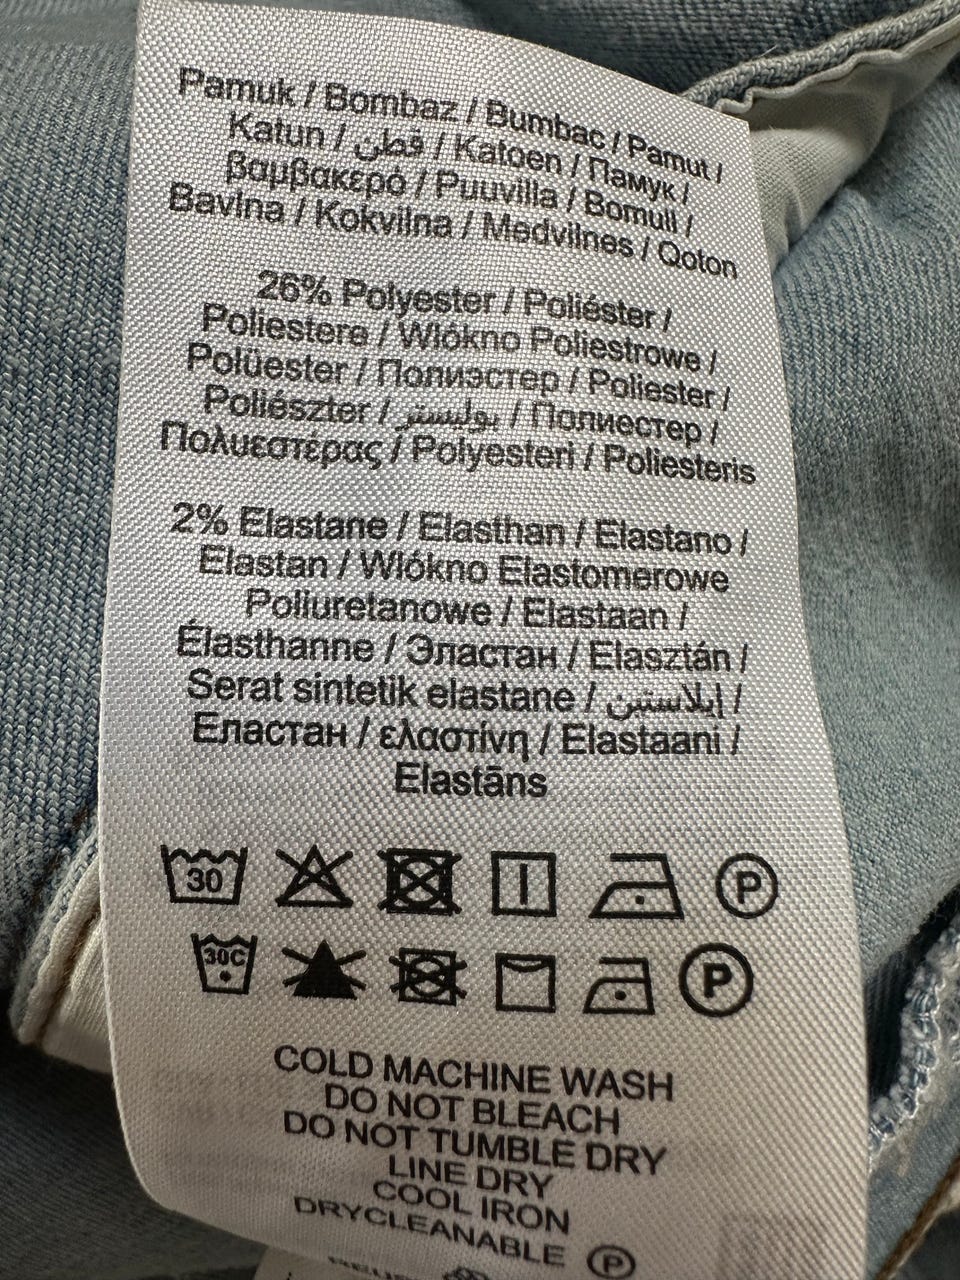 Pamuk / Bombaz / Bumbac / Pamut /
Katun / قطن / Katoen / Памук /
βαμβακερό / Puuvilla / Bomull /
Bavlna / Kokvilna / Medvilnes / Qoton
26% Polyester / Poliéster /
Poliestere / Wlókno Poliestrowe /
Polüester / Полиэстер / Poliester /
Poliészter / بوليستر / Полиестер /
Πολυεστέρας / Polyesteri / Poliesteris
2% Elastane / Elasthan / Elastano /
Elastan / Wlókno Elastomerowe
Poliuretanowe / Elastaan /
Élasthanne / Эластан / Elasztán /
Serat sintetik elastane / إيلاستين /
Еластан / ελαστίνη / Elastaani /
Elastāns
30 P
30C P
COLD MACHINE WASH
DO NOT BLEACH
DO NOT TUMBLE DRY
LINE DRY
COOL IRON
DRYCLEANABLE P